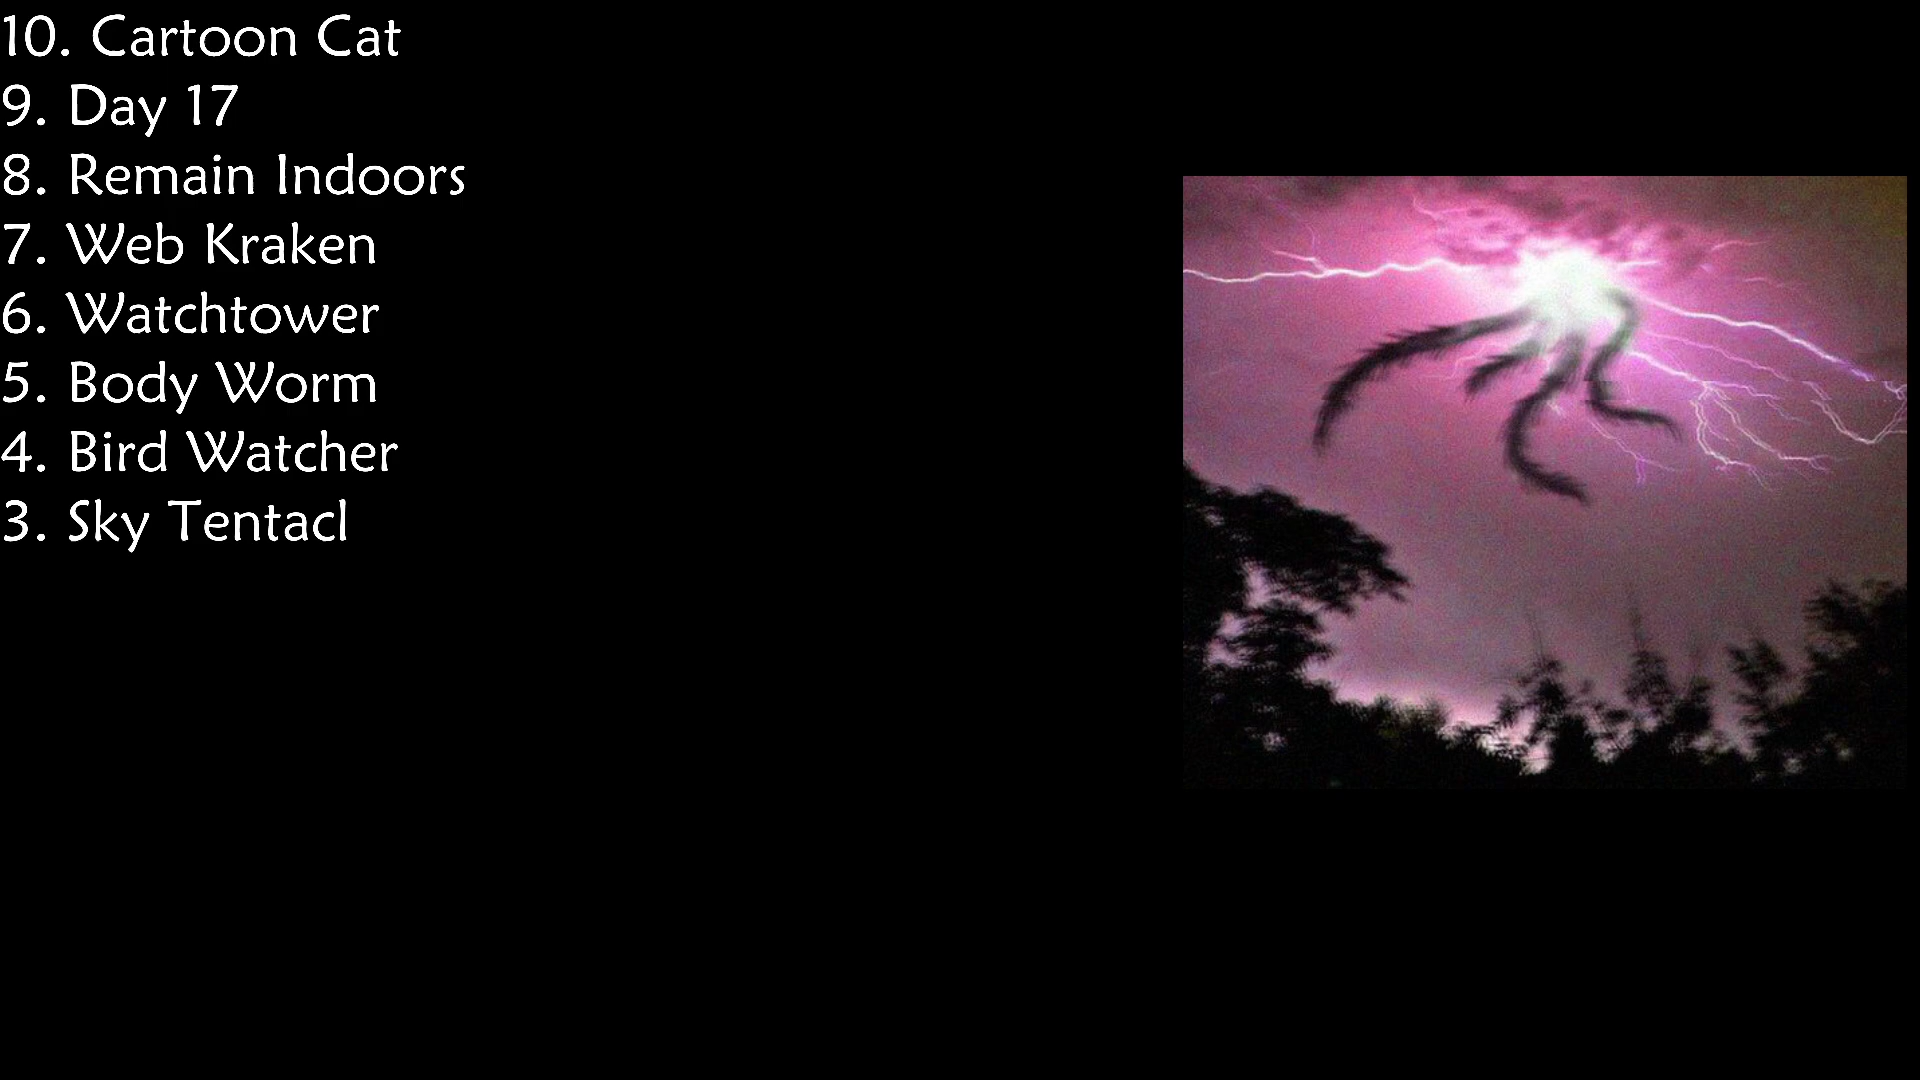 10. Cartoon Cat
9. Day 17
8. Remain Indoors
7. Web Kraken
6. Watchtower
5. Body Worm
4. Bird Watcher
3. Sky Tentacl